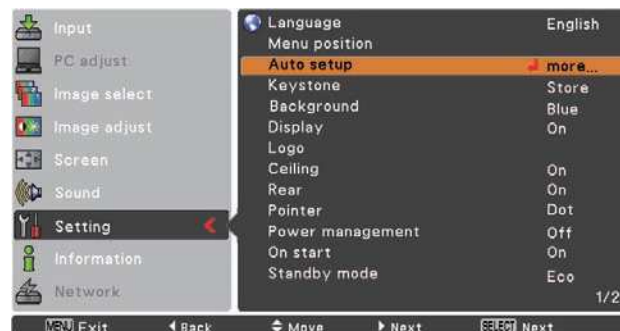 Input
PC adjust
Image select
Image adjust
Screen
Sound
Setting
Information
Network
Language English
Menu position
Auto setup more...
Keystone Store
Background Blue
Display On
Logo
Ceiling On
Rear On
Pointer Dot
Power management Off
On start On
Standby mode Eco
1/2
MENU Exit Back Move Next SELECT Next